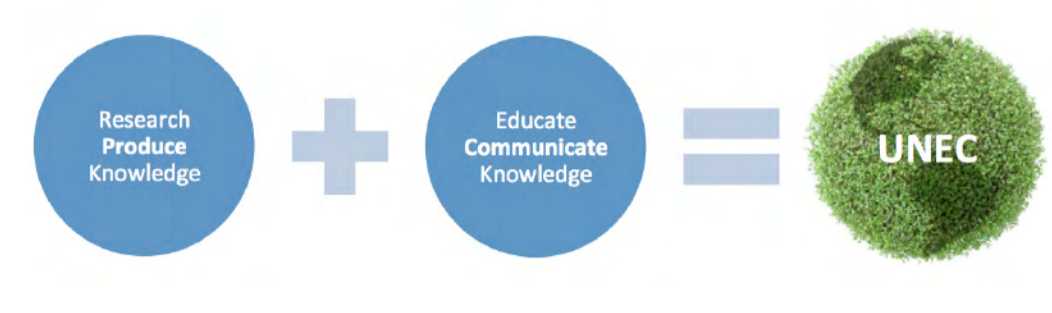 Research
Produce
Knowledge
Educate
Communicate
Knowledge
UNEC